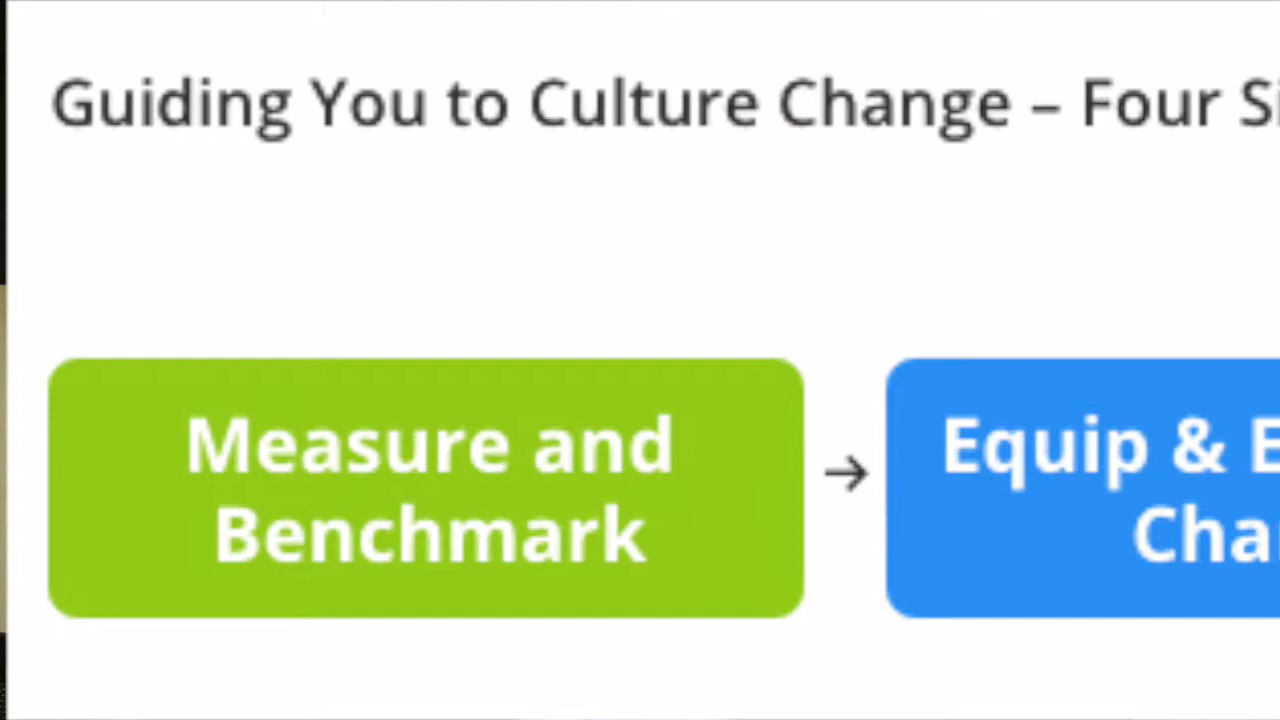 Guiding You to Culture Change – Four
Measure and
Benchmark
→
Equip &